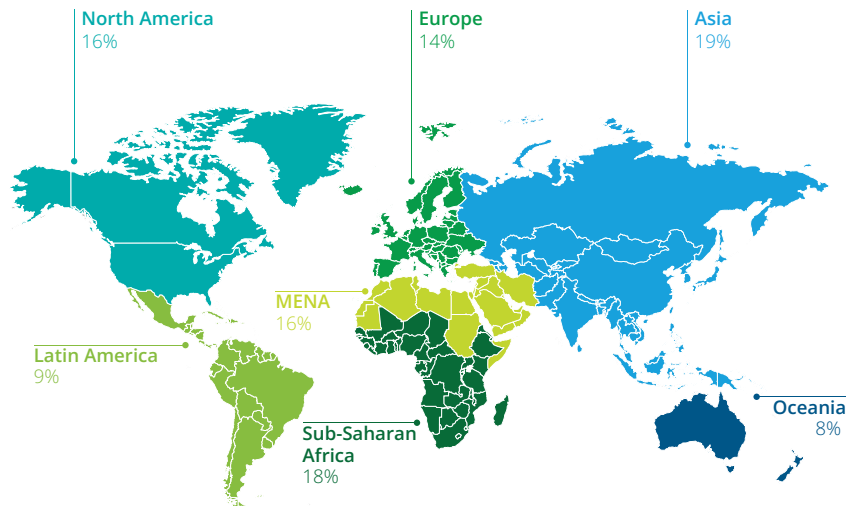 North America
16%
Europe
14%
Asia
19%
MENA
16%
Latin America
9%
Sub-Saharan
Africa
18%
Oceania
8%